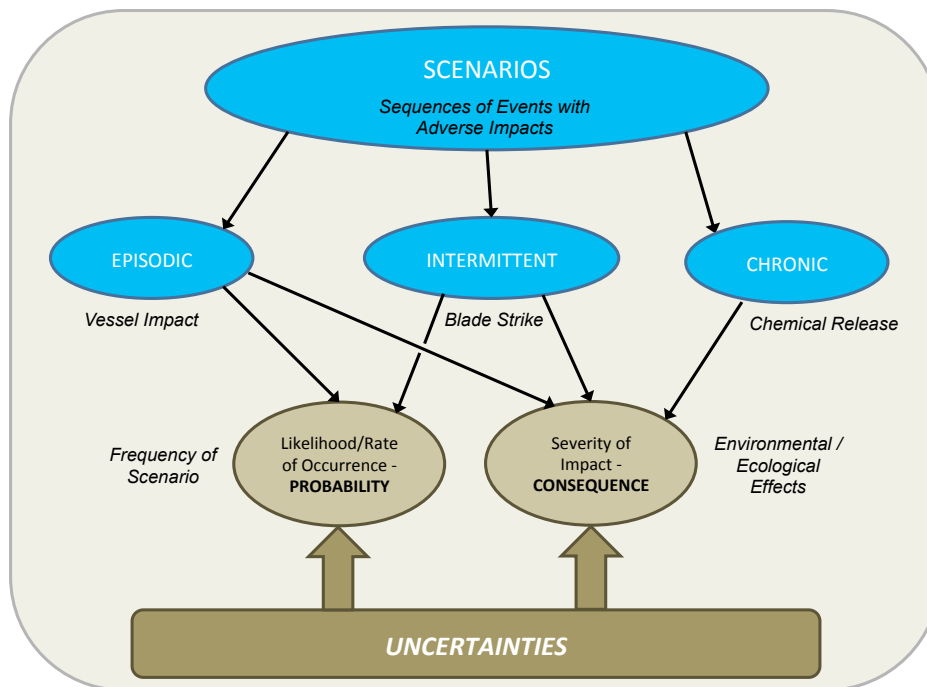 SCENARIOS
Sequences of Events with
Adverse Impacts
EPISODIC
INTERMITTENT
CHRONIC
Vessel Impact
Blade Strike
Chemical Release
Frequency of
Scenario
Likelihood/Rate
of Occurrence -
PROBABILITY
Severity of
Impact -
CONSEQUENCE
Environmental /
Ecological
Effects
UNCERTAINTIES